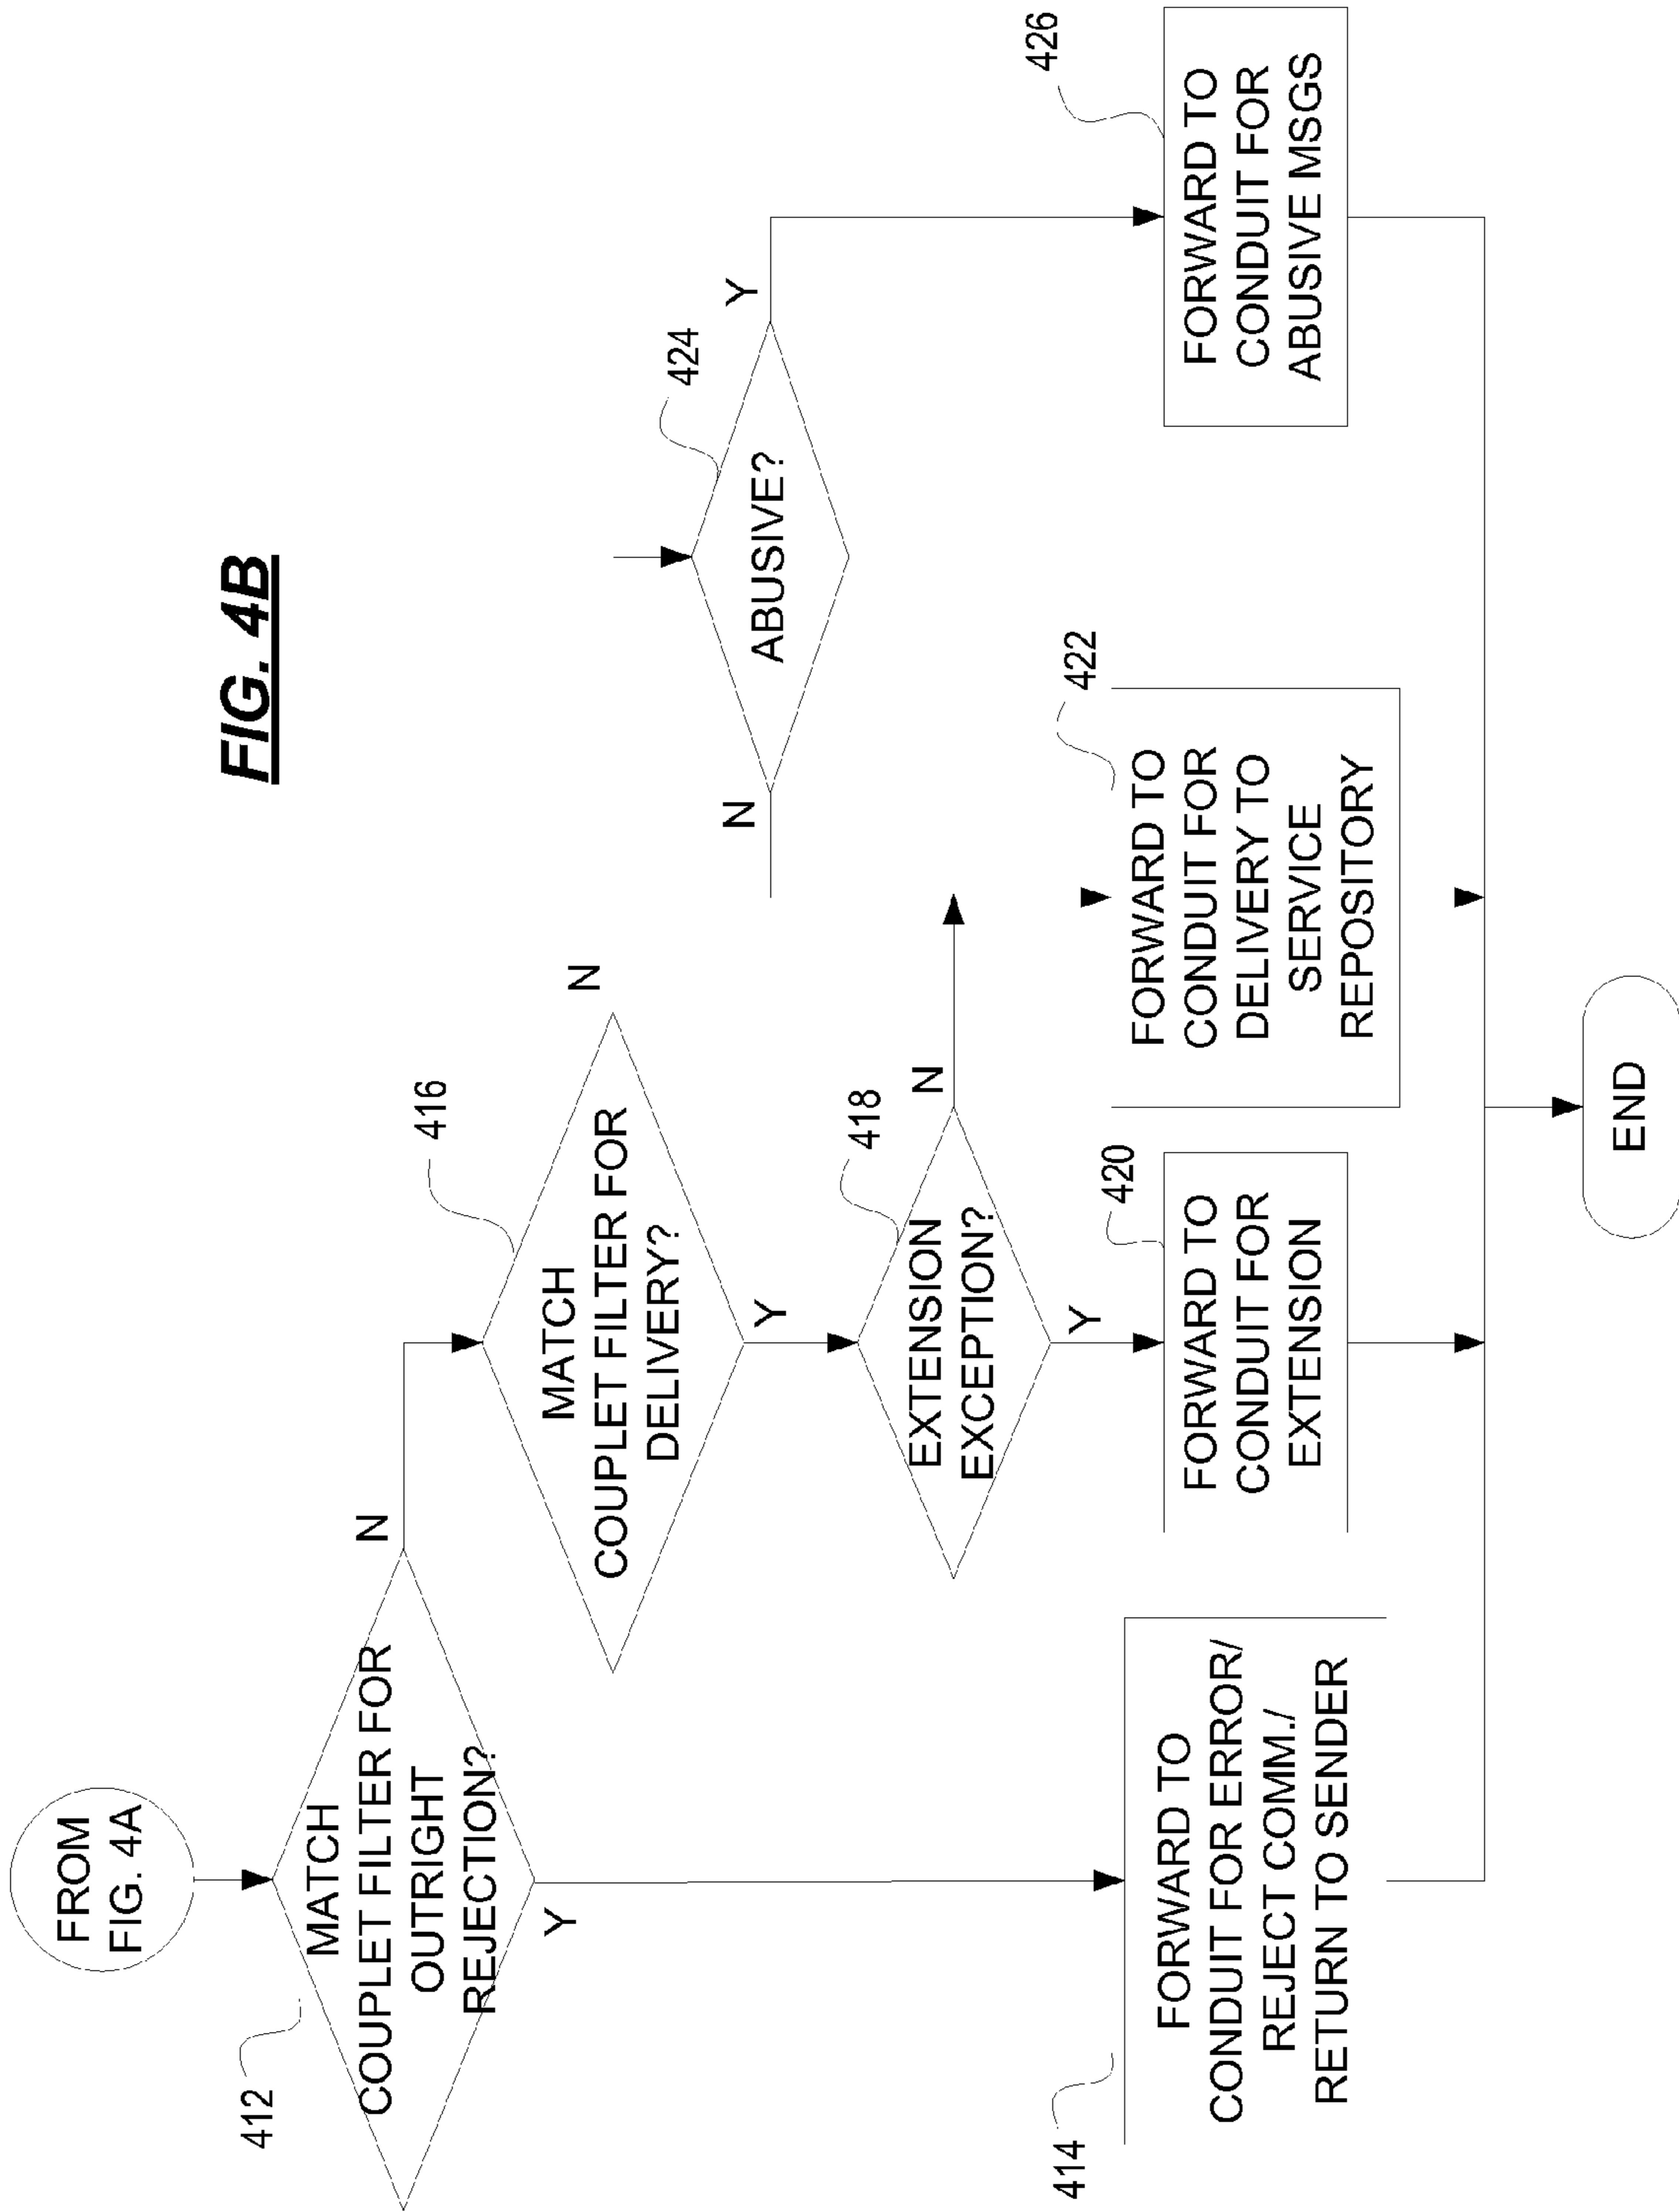 FIG. 4B
FROM
FIG. 4A
412
MATCH
COUPLET FILTER FOR
OUTRIGHT
REJECTION?
N
Y
416
MATCH
COUPLET FILTER FOR
DELIVERY?
N
Y
424
ABUSIVE?
N
Y
418
EXTENSION
EXCEPTION?
N
Y
414
FORWARD TO
CONDUIT FOR ERROR/
REJECT COMM./
RETURN TO SENDER
420
FORWARD TO
CONDUIT FOR
EXTENSION
422
FORWARD TO
CONDUIT FOR
DELIVERY TO
SERVICE
REPOSITORY
426
FORWARD TO
CONDUIT FOR
ABUSIVE MSGS
END